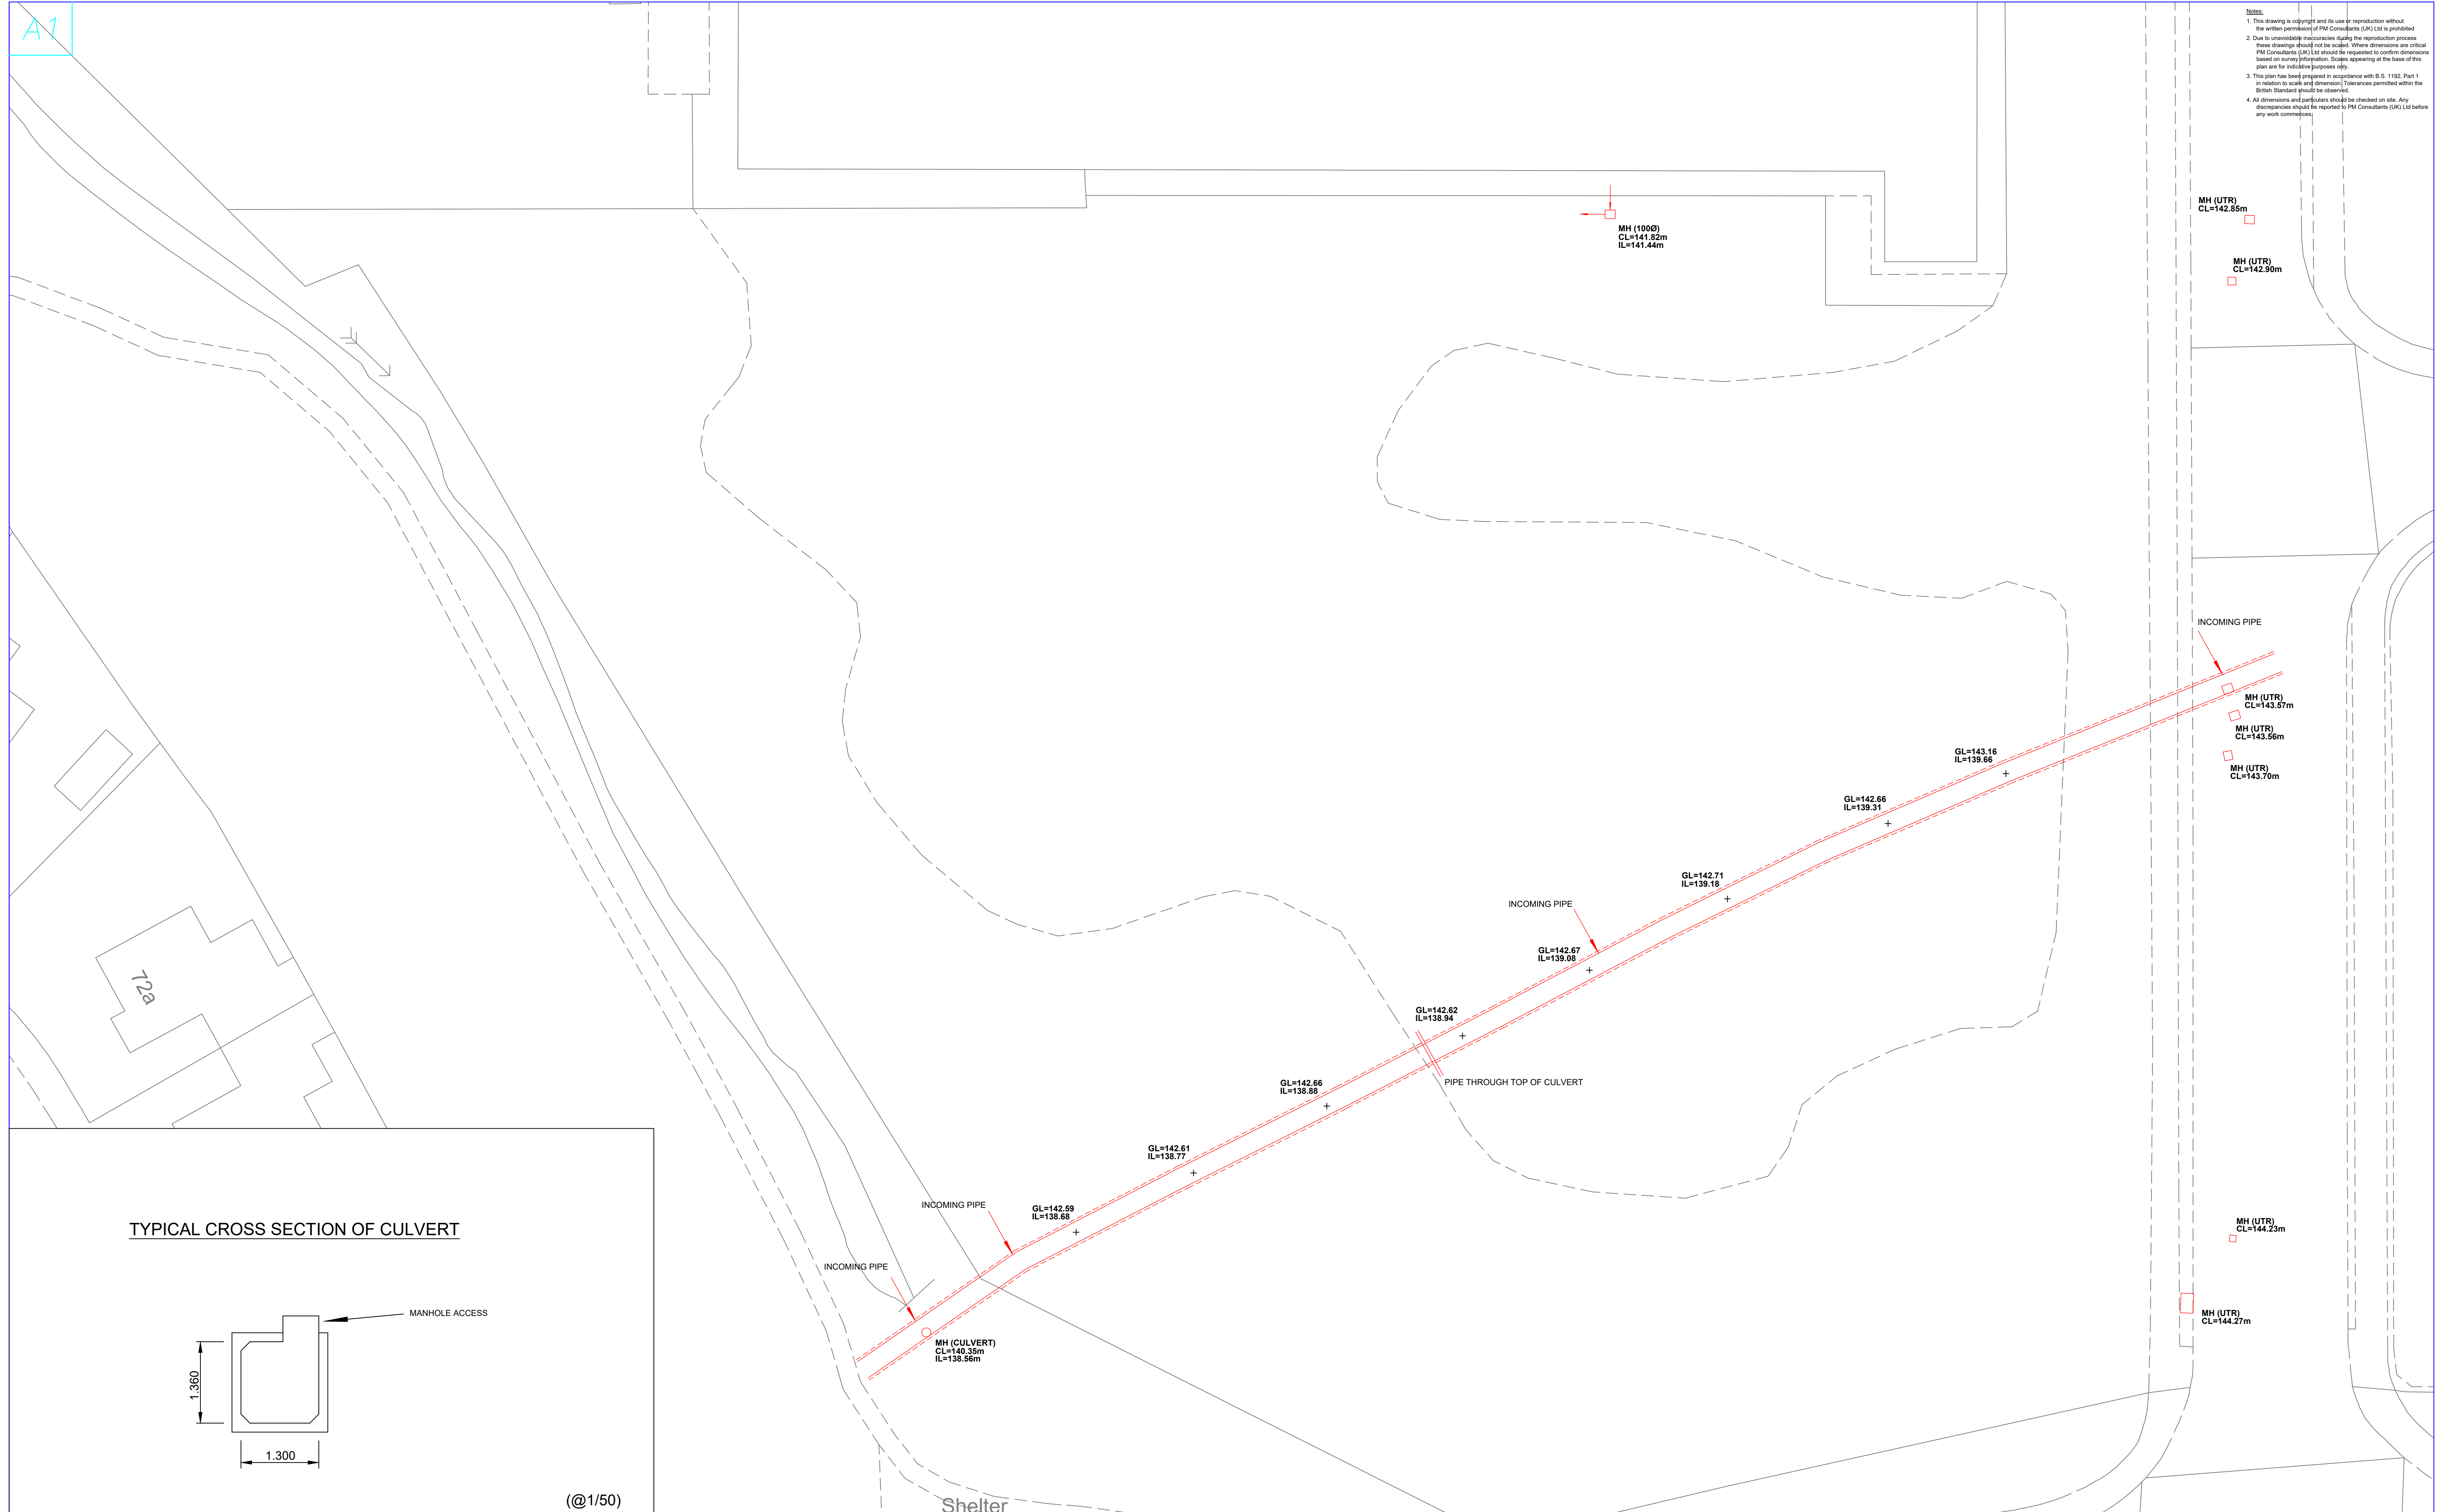 A1
Notes:
1. This drawing is copyright and its use or reproduction without
the written permission of PM Consultants (UK) Ltd is prohibited
2. Due to unavoidable inaccuracies during the reproduction process
these drawings should not be scaled. Where dimensions are critical
PM Consultants (UK) Ltd should be requested to confirm dimensions
based on survey information. Scales appearing at the base of this
plan are for indicative purposes only.
3. This plan has been prepared in accordance with B.S. 1192, Part 1
in relation to scale and dimension. Tolerances permitted within the
British Standard should be observed.
4. All dimensions and particulars should be checked on site. Any
discrepancies should be reported to PM Consultants (UK) Ltd before
any work commences.
MH (UTR)
CL=142.85m
MH (100Ø)
CL=141.82m
IL=141.44m
MH (UTR)
CL=142.90m
INCOMING PIPE
MH (UTR)
CL=143.57m
MH (UTR)
CL=143.56m
MH (UTR)
CL=143.70m
GL=143.16
IL=139.66
GL=142.66
IL=139.31
GL=142.71
IL=139.18
INCOMING PIPE
GL=142.67
IL=139.08
GL=142.62
IL=138.94
PIPE THROUGH TOP OF CULVERT
GL=142.66
IL=138.88
GL=142.61
IL=138.77
GL=142.59
IL=138.68
INCOMING PIPE
INCOMING PIPE
MH (CULVERT)
CL=140.35m
IL=138.56m
MH (UTR)
CL=144.23m
MH (UTR)
CL=144.27m
72a
TYPICAL CROSS SECTION OF CULVERT
MANHOLE ACCESS
1.360
1.300
(@1/50)
Shelter